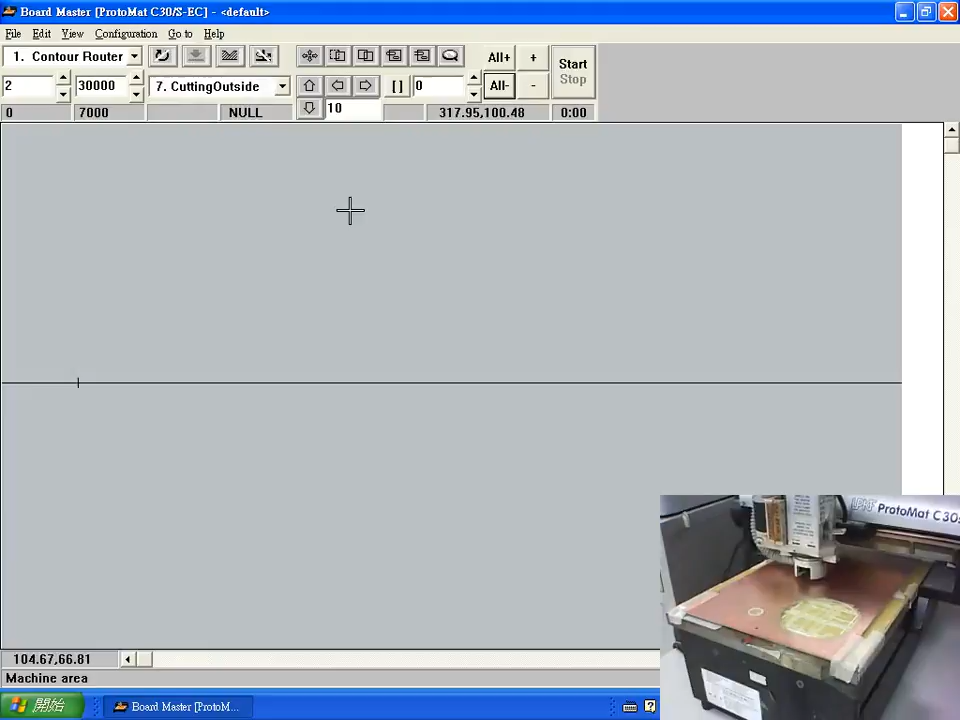 Board Master [ProtoMat C30/S-EC] - <default>
File Edit View Configuration Go to Help
1. Contour Router
All+ + Start
2 30000 7. CuttingOutside [] 0 All- - Stop
0 7000 NULL 10 317.95,100.48 0:00
LPKF ProtoMat C30s
104.67,66.81
Machine area
開始 Board Master [ProtoM...